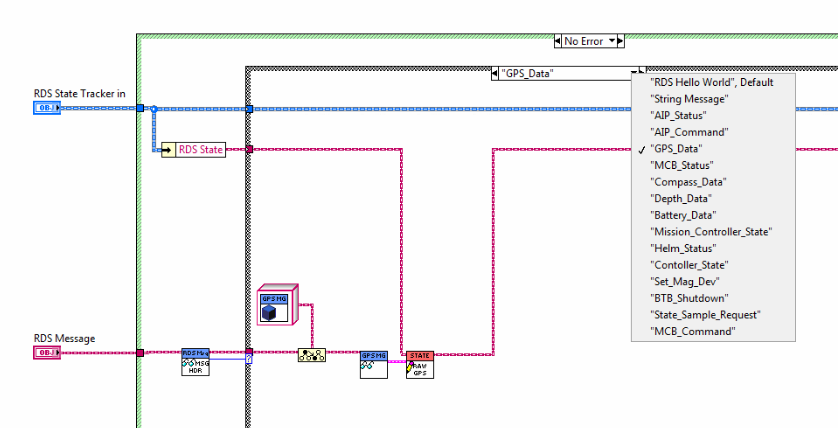 No Error
"GPS_Data"
"RDS Hello World", Default
"String Message"
"AIP_Status"
"AIP_Command"
"GPS_Data"
"MCB_Status"
"Compass_Data"
"Depth_Data"
"Battery_Data"
"Mission_Controller_State"
"Helm_Status"
"Contoller_State"
"Set_Mag_Dev"
"BTB_Shutdown"
"State_Sample_Request"
"MCB_Command"
RDS State Tracker in
OBJ
RDS State
GPS MG
RDS Message
OBJ
RDS Msg
MSG
HDR
?
GPS MG
STATE
RAW
GPS